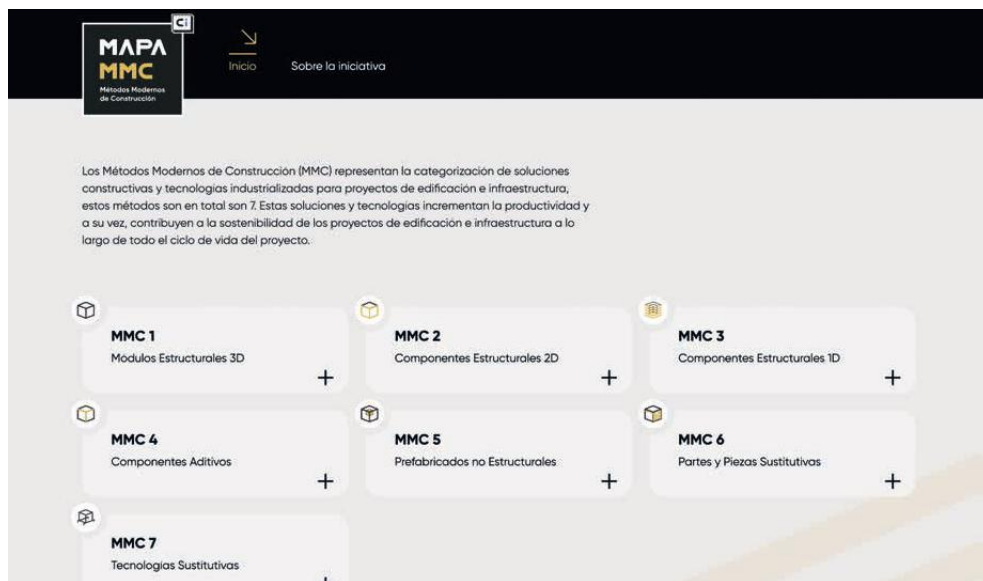 Ci
MAPA
MMC
Métodos Modernos
de Construcción
Inicio
Sobre la iniciativa
Los Métodos Modernos de Construcción (MMC) representan la categorización de soluciones
constructivas y tecnologías industrializadas para proyectos de edificación e infraestructura,
estos métodos son en total son 7. Estas soluciones y tecnologías incrementan la productividad y
a su vez, contribuyen a la sostenibilidad de los proyectos de edificación e infraestructura a lo
largo de todo el ciclo de vida del proyecto.
MMC 1
Modulos Estructurales 3D
+
MMC 2
Componentes Estructurales 2D
+
MMC 3
Componentes Estructurales 1D
+
MMC 4
Componentes Aditivos
+
MMC 5
Prefabricados no Estructurales
+
MMC 6
Partes y Piezas Sustitutivas
+
MMC 7
Tecnologías Sustitutivas